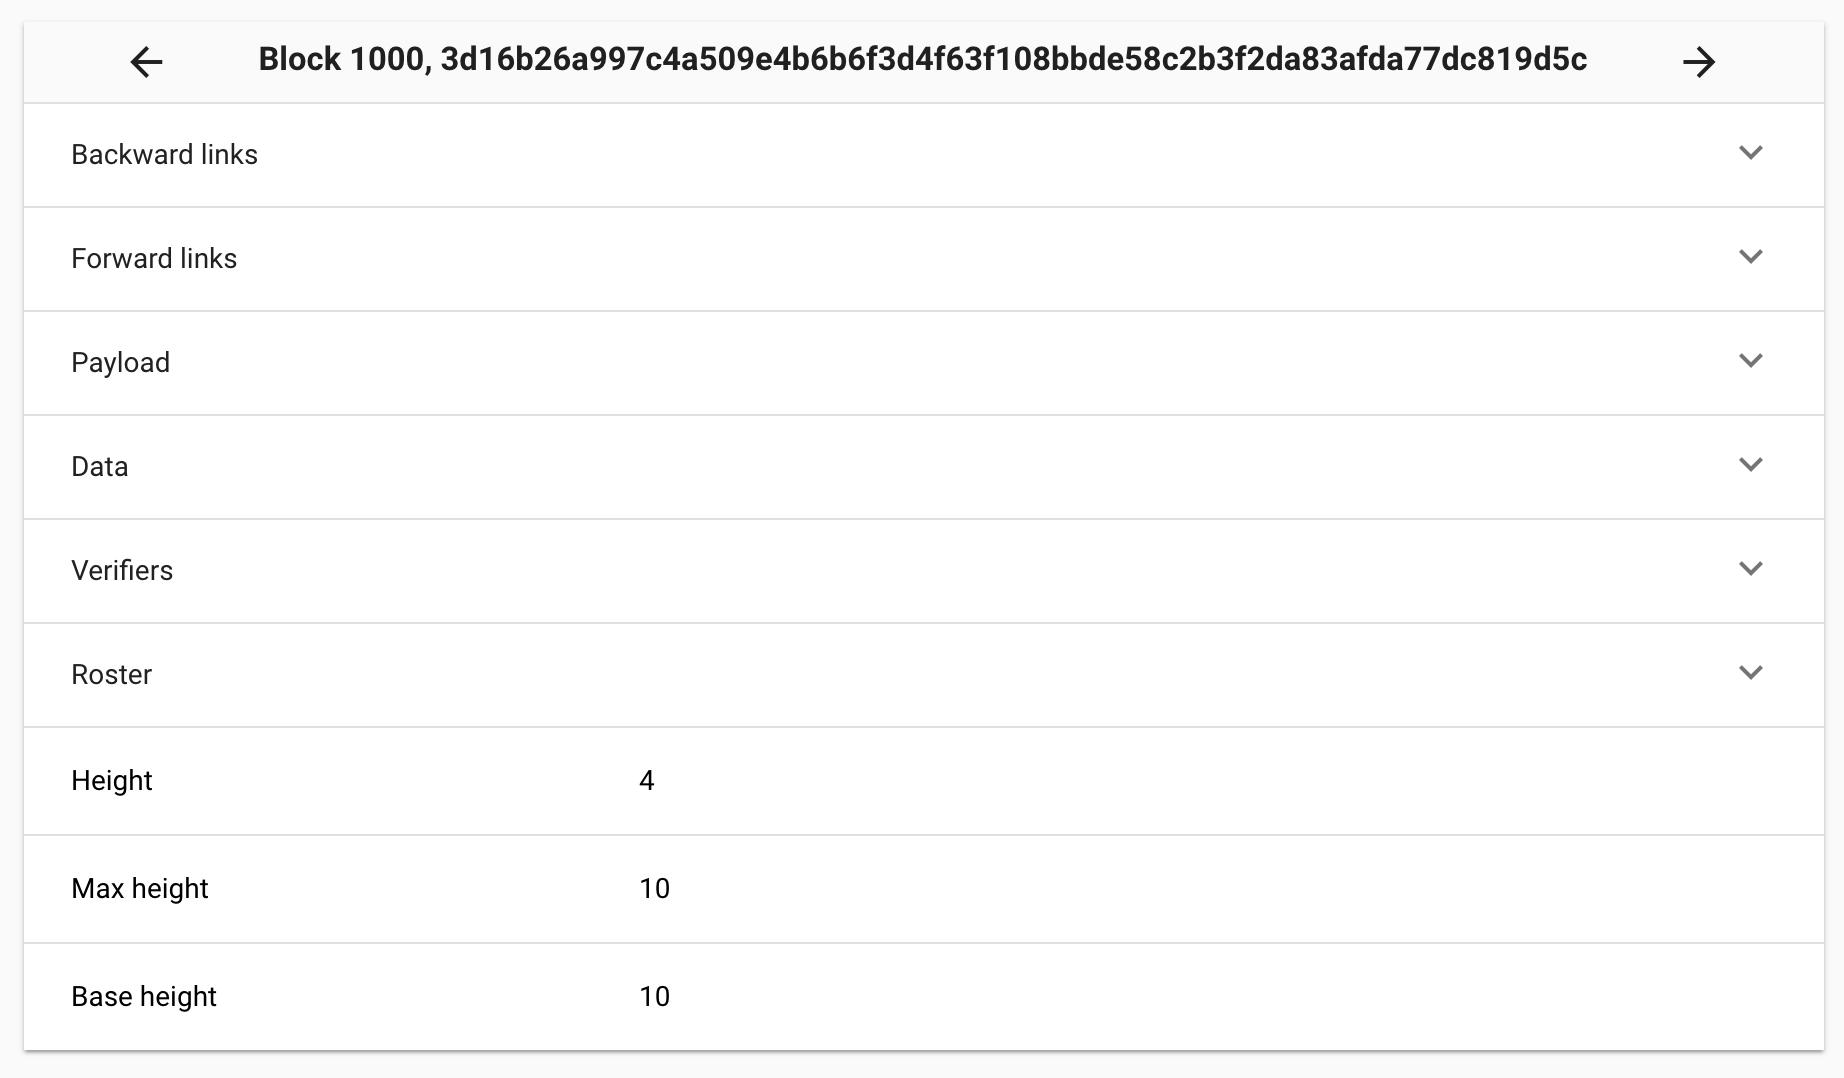 Block 1000, 3d16b26a997c4a509e4b6b6f3d4f63f108bbde58c2b3f2da83afda77dc819d5c
Backward links
Forward links
Payload
Data
Verifiers
Roster
Height 4
Max height 10
Base height 10